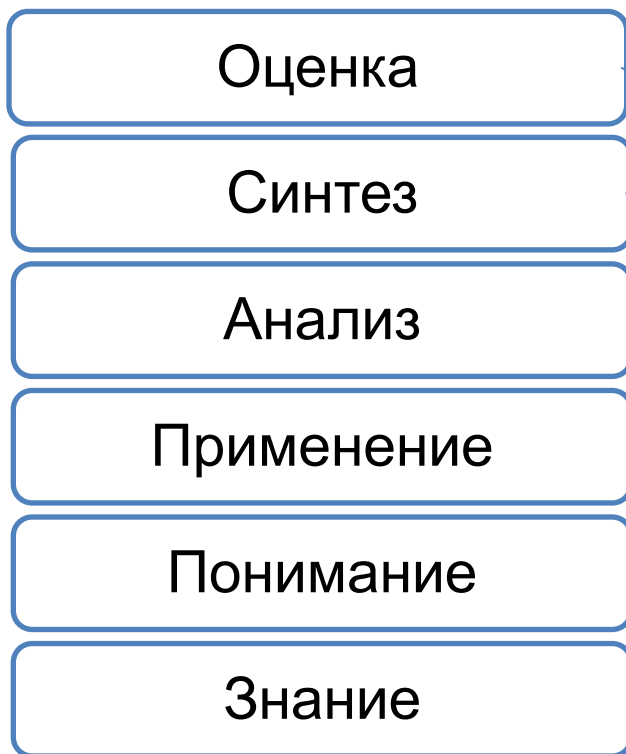 Оценка
Синтез
Анализ
Применение
Понимание
Знание